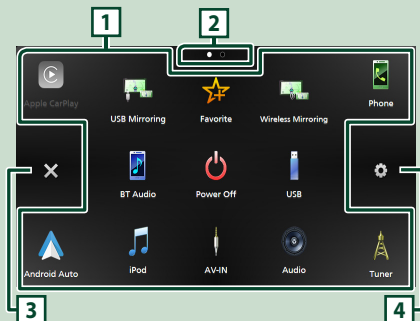 1
2
Apple CarPlay
USB Mirroring
Favorite
Wireless Mirroring
Phone
BT Audio
Power Off
USB
Android Auto
iPod
AV-IN
Audio
Tuner
3
4